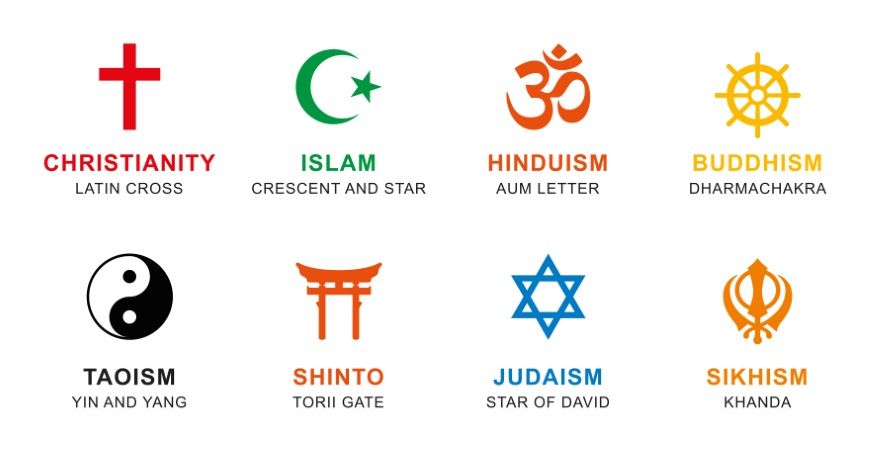 CHRISTIANITY
LATIN CROSS
ISLAM
CRESCENT AND STAR
HINDUISM
AUM LETTER
BUDDHISM
DHARMACHAKRA
TAOISM
YIN AND YANG
SHINTO
TORII GATE
JUDAISM
STAR OF DAVID
SIKHISM
KHANDA